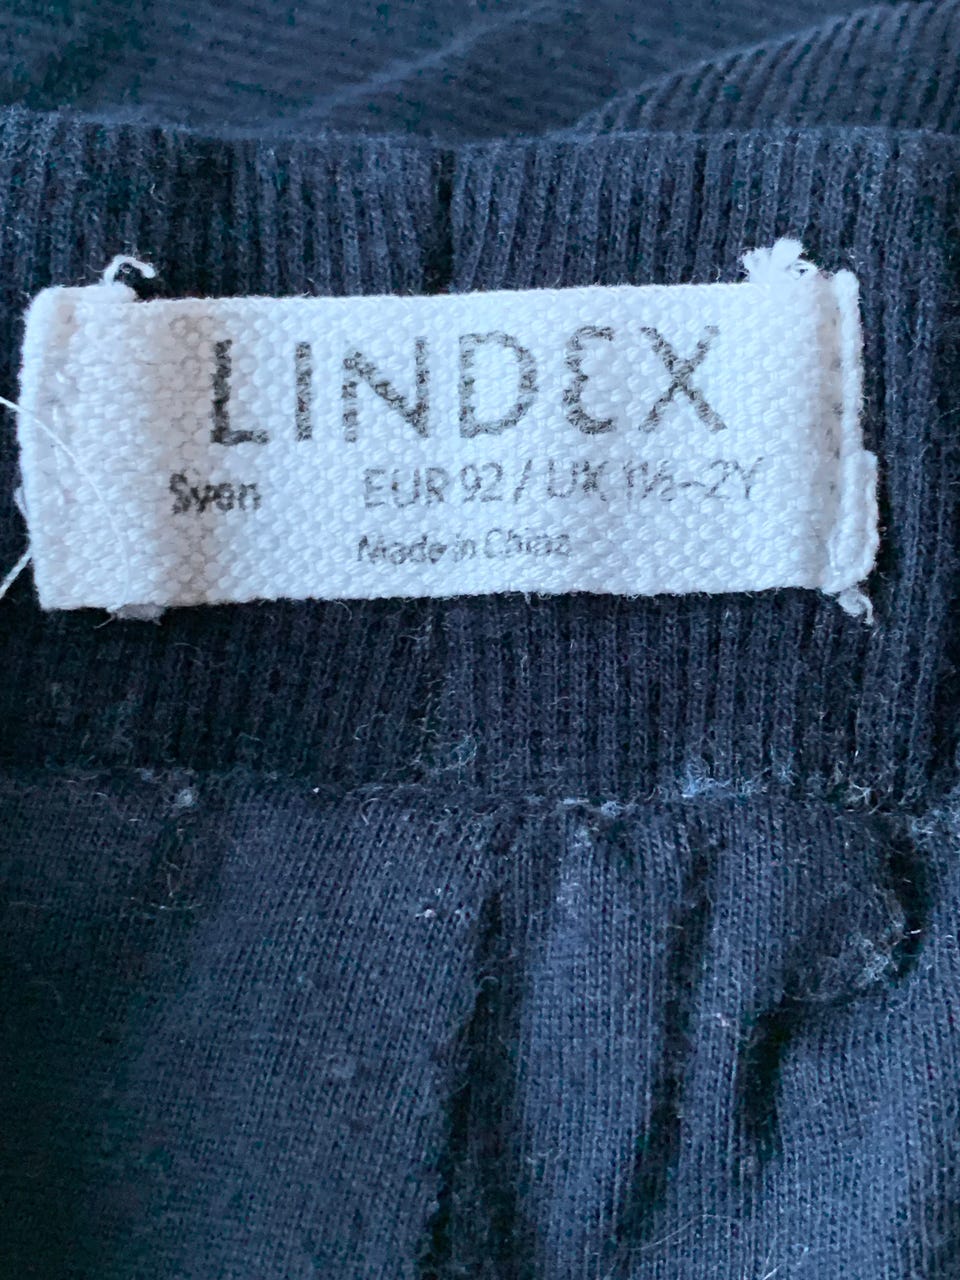 LINDEX
Sven EUR 92 / UK 1½-2Y
Made in China